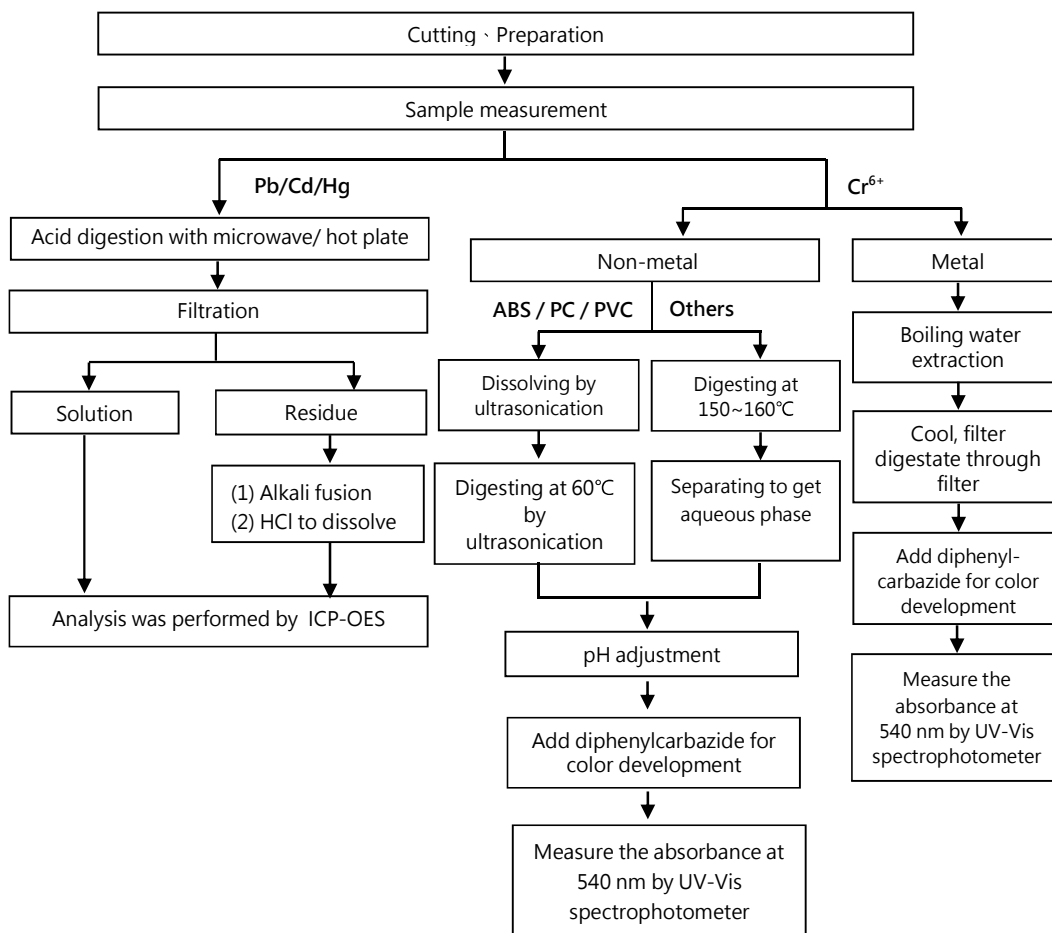 Cutting、Preparation
Sample measurement
Pb/Cd/Hg
Cr⁶⁺
Acid digestion with microwave/ hot plate
Non-metal
Metal
Filtration
ABS / PC / PVC
Others
Boiling water
extraction
Solution
Residue
Dissolving by
ultrasonication
Digesting at
150~160℃
Cool, filter
digestate through
filter
(1) Alkali fusion
(2) HCl to dissolve
Digesting at 60℃
by
ultrasonication
Separating to get
aqueous phase
Add diphenyl-
carbazide for color
development
Analysis was performed by ICP-OES
pH adjustment
Measure the
absorbance at
540 nm by UV-Vis
spectrophotometer
Add diphenylcarbazide for
color development
Measure the absorbance at
540 nm by UV-Vis
spectrophotometer